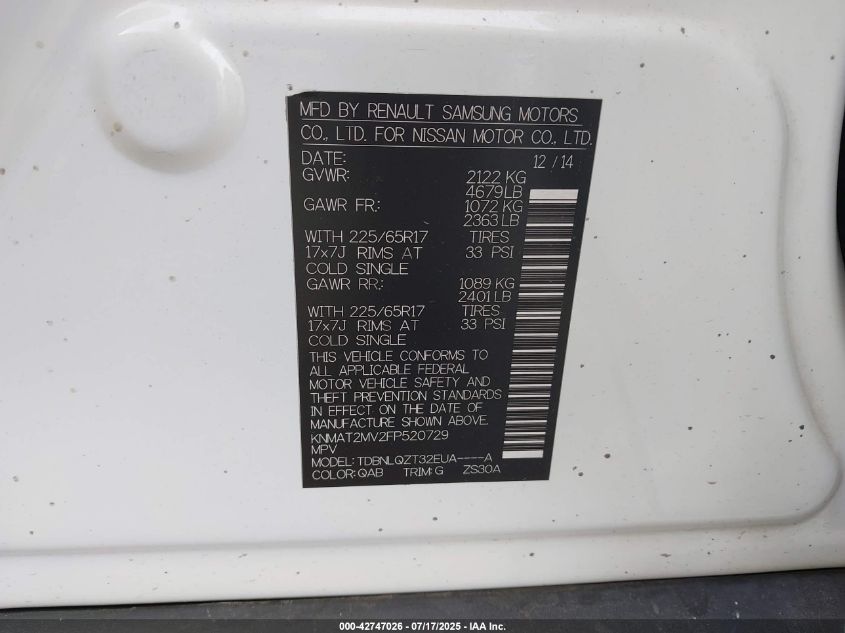 MFD BY RENAULT SAMSUNG MOTORS
CO., LTD. FOR NISSAN MOTOR CO., LTD.
DATE: 12 / 14
GVWR: 2122 KG
4679 LB
GAWR FR.: 1072 KG
2363 LB
WITH 225/65R17 TIRES
17x7J RIMS AT 33 PSI
COLD SINGLE
GAWR RR.: 1089 KG
2401 LB
WITH 225/65R17 TIRES
17x7J RIMS AT 33 PSI
COLD SINGLE
THIS VEHICLE CONFORMS TO
ALL APPLICABLE FEDERAL
MOTOR VEHICLE SAFETY AND
THEFT PREVENTION STANDARDS
IN EFFECT ON THE DATE OF
MANUFACTURE SHOWN ABOVE.
KNMAT2MV2FP520729
MPV
MODEL: TDBNLQZT32EUA----A
COLOR: QAB TRIM: G ZS30A
000-42747026 - 07/17/2025 - IAA Inc.